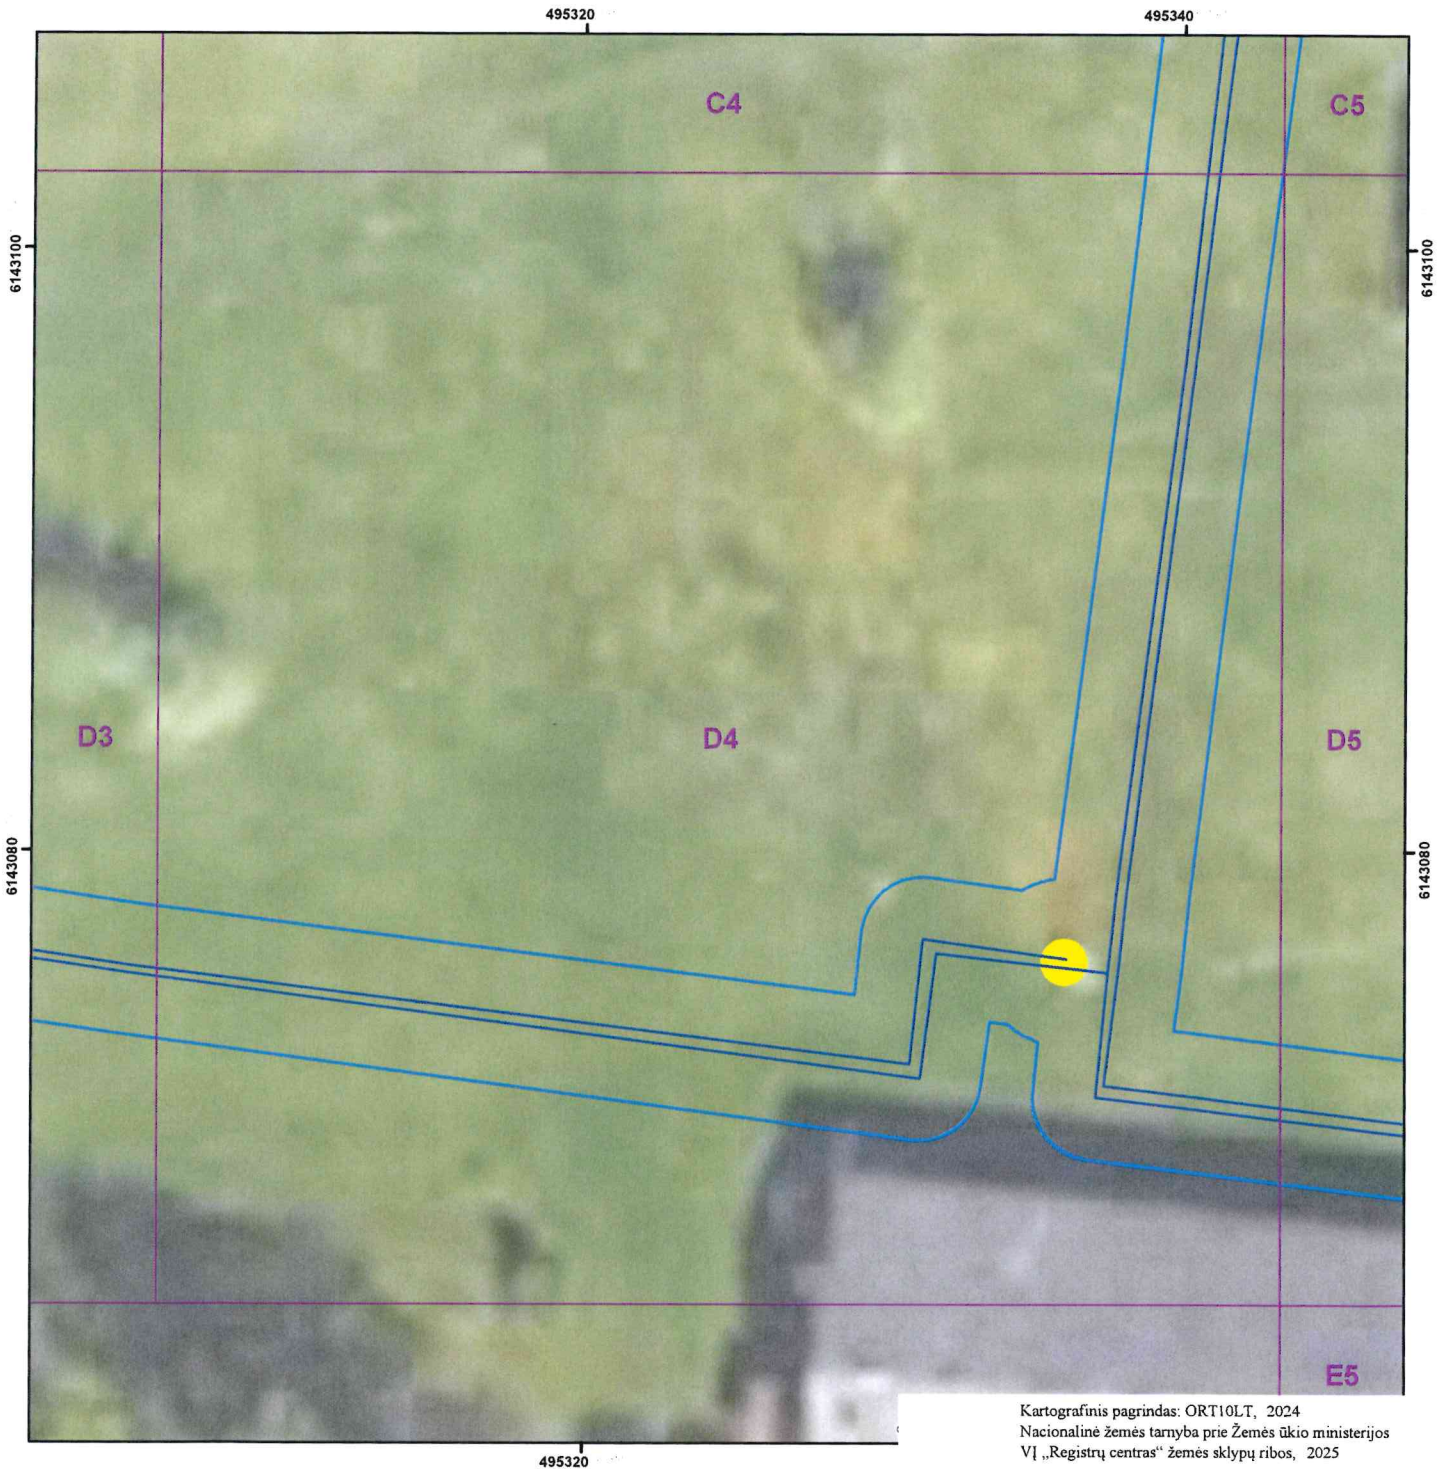 495320
495340
C4
C5
6143100
6143100
D3
D4
D5
6143080
6143080
E5
Kartografinis pagrindas: ORT10LT, 2024
Nacionalinė žemės tarnyba prie Žemės ūkio ministerijos
VĮ „Registrų centras“ žemės sklypų ribos, 2025
495320